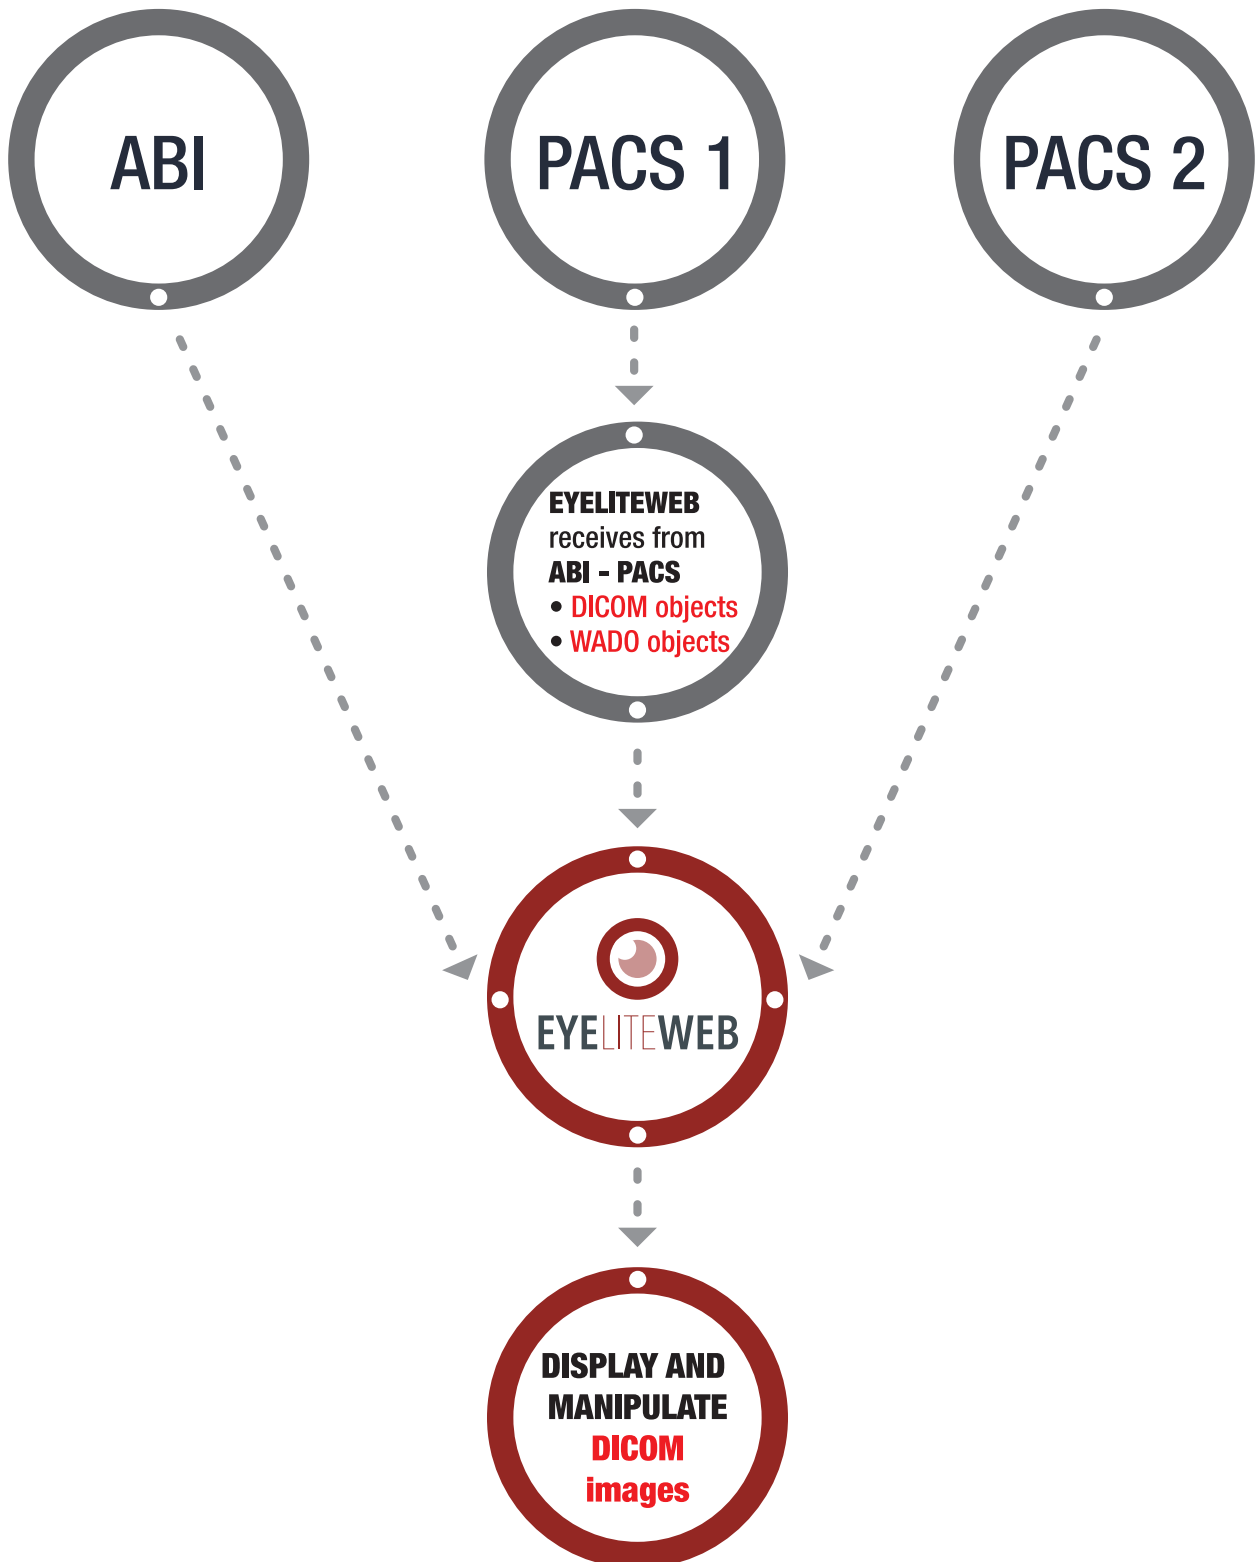 ABI
PACS 1
PACS 2
EYELITEWEB
receives from
ABI - PACS
• DICOM objects
• WADO objects
EYELITEWEB
DISPLAY AND
MANIPULATE
DICOM
images